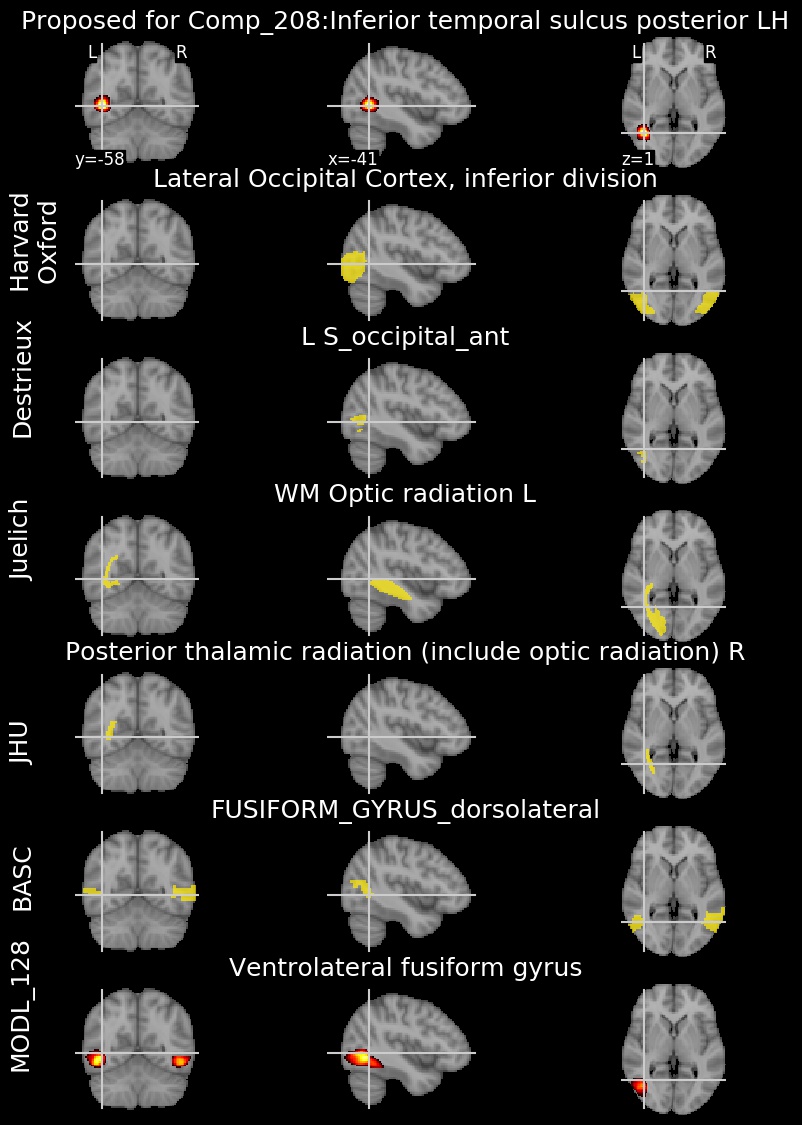 Proposed for Comp_208:Inferior temporal sulcus posterior LH
L R
L R
y=-58
x=-41
z=1
Lateral Occipital Cortex, inferior division
Harvard
Oxford
L S_occipital_ant
Destrieux
WM Optic radiation L
Juelich
Posterior thalamic radiation (include optic radiation) R
JHU
FUSIFORM_GYRUS_dorsolateral
BASC
Ventrolateral fusiform gyrus
MODL_128